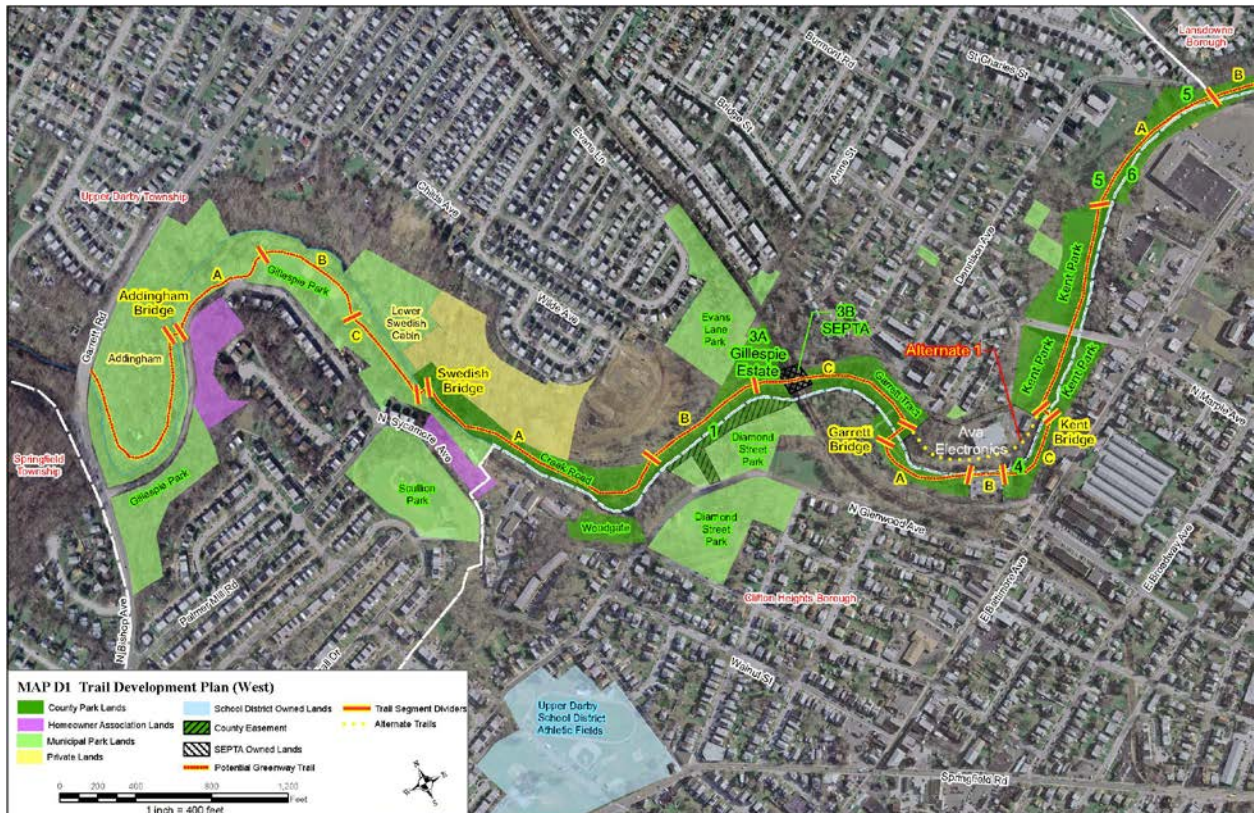 Lansdowne
Borough
Burmont Rd
St Charles St
B
5
A
Bridge St
Evans Ln
Anne St
5
6
Childs Ave
Upper Darby Township
Dennison Ave
B
A
Gillespie Park
Addingham
Bridge
Garrett Rd
Lower
Swedish
Cabin
Wilde Ave
Kent Park
C
3B
SEPTA
Evans
Lane
Park
3A
Gillespie
Estate
Alternate 1
Addingham
C
Garrett Tract
Kent Park
Kent Park
N Marple Ave
Swedish
Bridge
Ava
Electronics
Kent
Bridge
B
1
Garrett
Bridge
N Sycamore Ave
A
Diamond
Street Park
4
C
Springfield
Township
Creek Road
A
B
Gillespie Park
Scullion
Park
N Glenwood Ave
Woodgate
Diamond
Street
Park
E Baltimore Ave
E Broadway Ave
Palmer Mill Rd
Clifton Heights Borough
N Bishop Ave
Dr
Walnut St
MAP D1 Trail Development Plan (West)
County Park Lands
Homeowner Association Lands
Municipal Park Lands
Private Lands
School District Owned Lands
County Easement
SEPTA Owned Lands
Potential Greenway Trail
Trail Segment Dividers
Alternate Trails
Upper Darby
School District
Athletic Fields
Springfield Rd
0 200 400 800 1,200
Feet
1 inch = 400 feet
N
E
S